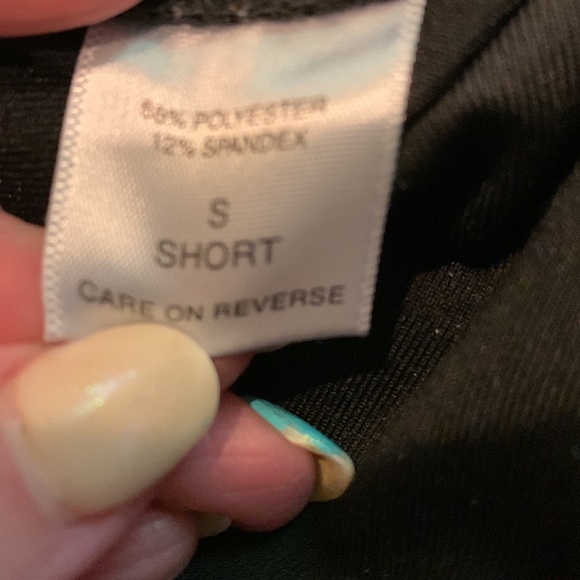 88% POLYESTER
12% SPANDEX
S
SHORT
CARE ON REVERSE